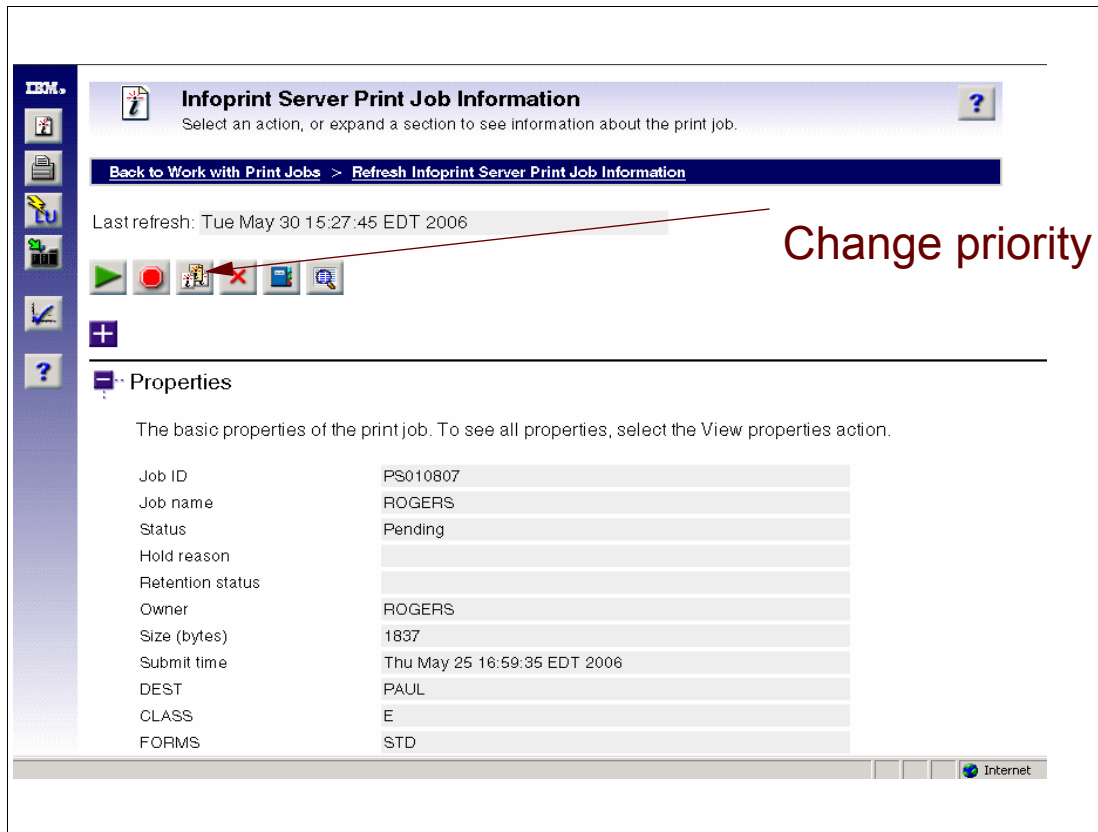 IBM®
Infoprint Server Print Job Information
Select an action, or expand a section to see information about the print job.
?
Back to Work with Print Jobs > Refresh Infoprint Server Print Job Information
LU
Last refresh: Tue May 30 15:27:45 EDT 2006
Change priority
?
Properties
The basic properties of the print job. To see all properties, select the View properties action.
Job ID PS010807
Job name ROGERS
Status Pending
Hold reason
Retention status
Owner ROGERS
Size (bytes) 1837
Submit time Thu May 25 16:59:35 EDT 2006
DEST PAUL
CLASS E
FORMS STD
Internet